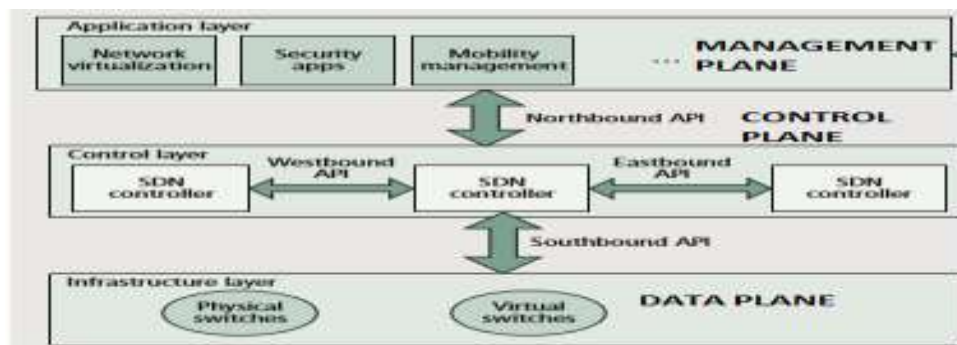 Application layer
Network
virtualization
Security
apps
Mobility
management
...
MANAGEMENT
PLANE
Northbound API
CONTROL
PLANE
Control layer
SDN
controller
Westbound
API
SDN
controller
Eastbound
API
SDN
controller
Southbound API
Infrastructure layer
Physical
switches
Virtual
switches
DATA PLANE